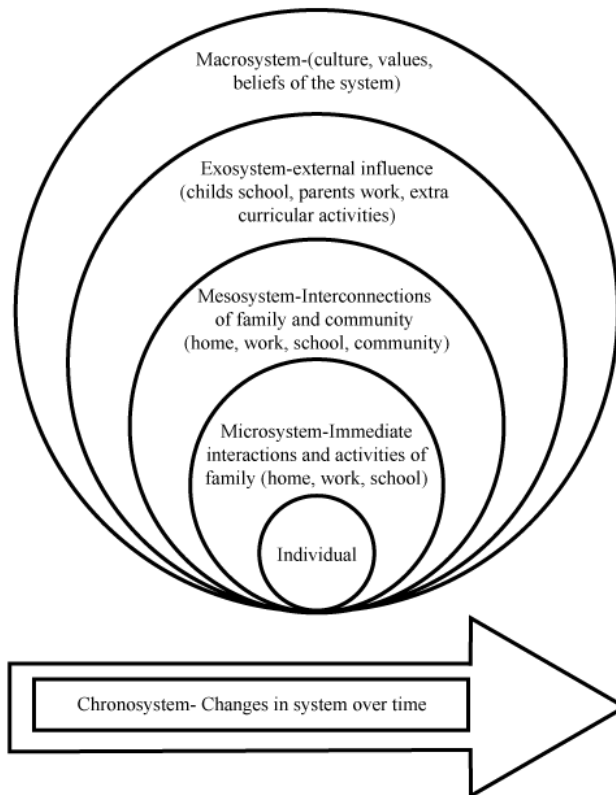 Macrosystem-(culture, values,
beliefs of the system)
Exosystem-external influence
(childs school, parents work, extra
curricular activities)
Mesosystem-Interconnections
of family and community
(home, work, school, community)
Microsystem-Immediate
interactions and activities of
family (home, work, school)
Individual
Chronosystem- Changes in system over time